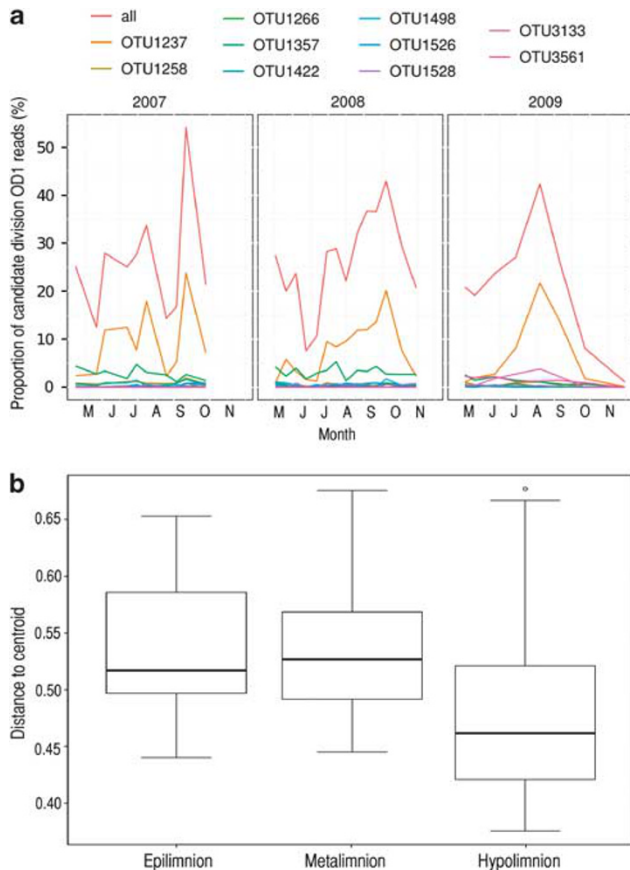 a
all
OTU1237
OTU1258
OTU1266
OTU1357
OTU1422
OTU1498
OTU1526
OTU1528
OTU3133
OTU3561
2007 2008 2009
Proportion of candidate division OD1 reads (%)
50
40
30
20
10
0
M J J A S O N M J J A S O N M J J A S O N
Month
b
Distance to centroid
0.65
0.60
0.55
0.50
0.45
0.40
Epilimnion Metalimnion Hypolimnion